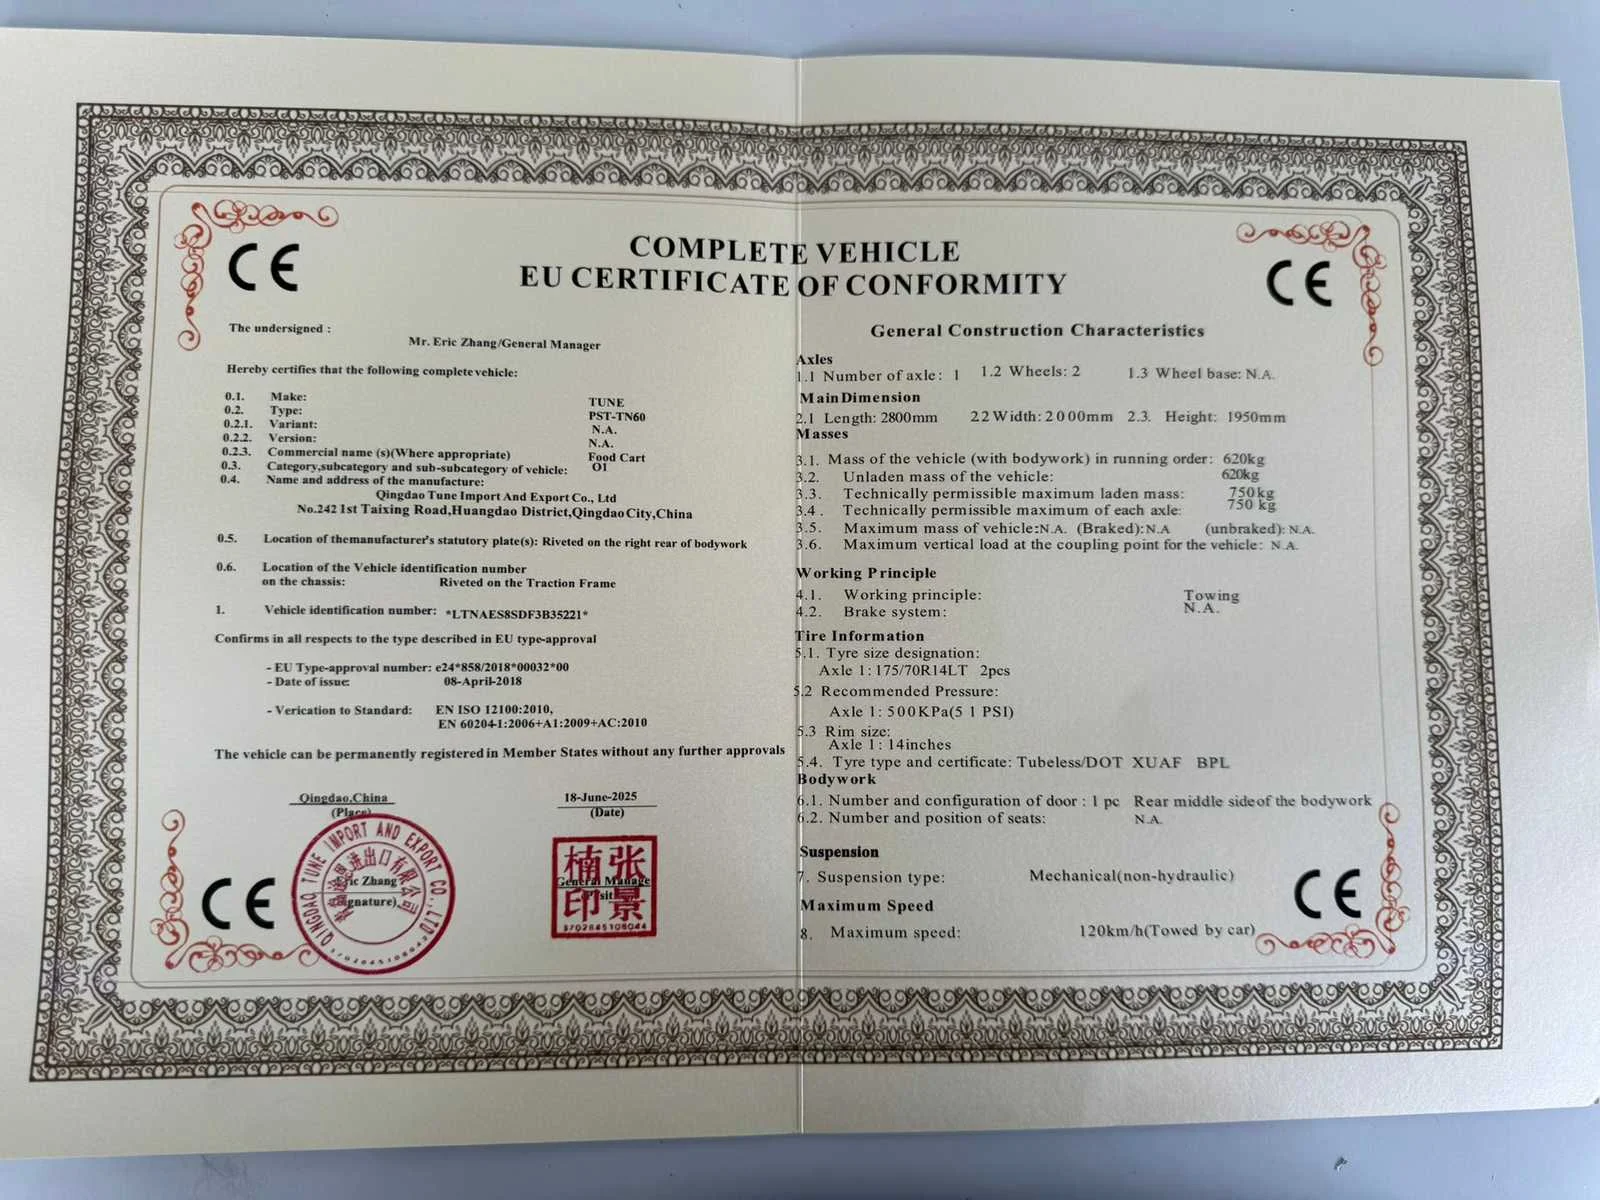 CE
CE
COMPLETE VEHICLE
EU CERTIFICATE OF CONFORMITY
The undersigned :
Mr. Eric Zhang/General Manager
Hereby certifies that the following complete vehicle:
0.1. Make: TUNE
0.2. Type: PST-TN60
0.2.1. Variant: N.A.
0.2.2. Version: N.A.
0.2.3. Commercial name (s)(Where appropriate) Food Cart
0.3. Category,subcategory and sub-subcategory of vehicle: O1
0.4. Name and address of the manufacture:
Qingdao Tune Import And Export Co., Ltd
No.242 1st Taixing Road,Huangdao District,Qingdao City,China
0.5. Location of themanufacturer's statutory plate(s): Riveted on the right rear of bodywork
0.6. Location of the Vehicle identification number
on the chassis: Riveted on the Traction Frame
1. Vehicle identification number: *LTNAES8SDF3B35221*
Confirms in all respects to the type described in EU type-approval
- EU Type-approval number: e24*858/2018*00032*00
- Date of issue: 08-April-2018
- Verication to Standard: EN ISO 12100:2010,
EN 60204-1:2006+A1:2009+AC:2010
The vehicle can be permanently registered in Member States without any further approvals
Qingdao,China
(Place)
18-June-2025
(Date)
QINGDAO TUNE IMPORT AND EXPORT CO., LTD
进出口有限公司
Eric Zhang
(Signature)
General Manage
楠张
印景
3702845108044
CE
General Construction Characteristics
Axles
1.1 Number of axle: 1 1.2 Wheels: 2 1.3 Wheel base: N.A.
Main Dimension
2.1 Length: 2800mm 22 Width: 2000mm 2.3. Height: 1950mm
Masses
3.1. Mass of the vehicle (with bodywork) in running order: 620kg
3.2. Unladen mass of the vehicle: 620kg
3.3. Technically permissible maximum laden mass: 750kg
3.4. Technically permissible maximum of each axle: 750 kg
3.5. Maximum mass of vehicle:N.A. (Braked):N.A (unbraked): N.A.
3.6. Maximum vertical load at the coupling point for the vehicle: N.A.
Working Principle
4.1. Working principle: Towing
4.2. Brake system: N.A.
Tire Information
5.1. Tyre size designation:
Axle 1: 175/70R14LT 2pcs
5.2 Recommended Pressure:
Axle 1: 500KPa(5 1 PSI)
5.3 Rim size:
Axle 1: 14inches
5.4. Tyre type and certificate: Tubeless/DOT XUAF BPL
Bodywork
6.1. Number and configuration of door : 1 pc Rear middle side of the bodywork
6.2. Number and position of seats: N.A.
Suspension
7. Suspension type: Mechanical(non-hydraulic)
Maximum Speed
8. Maximum speed: 120km/h(Towed by car)
CE